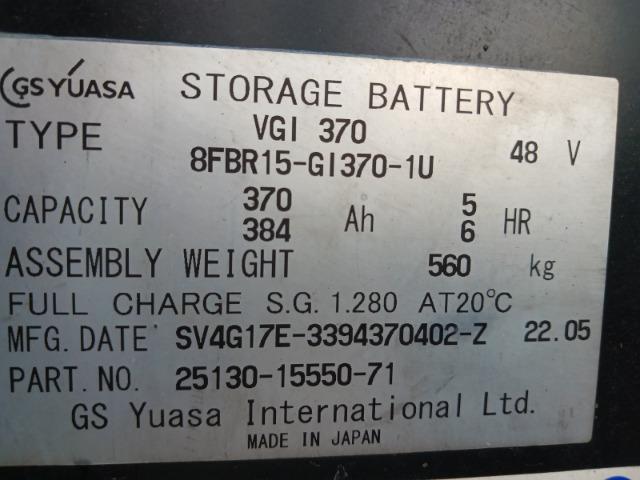 GS YUASA STORAGE BATTERY
TYPE VGI 370
8FBR15-GI370-1U 48 V
CAPACITY 370 Ah 5 HR
384 6
ASSEMBLY WEIGHT 560 kg
FULL CHARGE S.G. 1.280 AT20℃
MFG. DATE SV4G17E-3394370402-Z 22.05
PART. NO. 25130-15550-71
GS Yuasa International Ltd.
MADE IN JAPAN